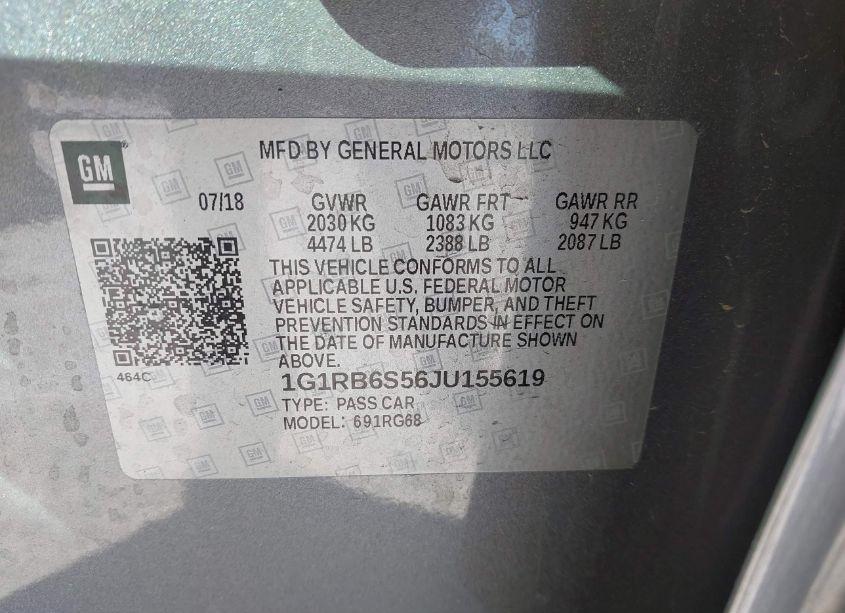 GM
MFD BY GENERAL MOTORS LLC
07/18 GVWR GAWR FRT GAWR RR
2030 KG 1083 KG 947 KG
4474 LB 2388 LB 2087 LB
THIS VEHICLE CONFORMS TO ALL
APPLICABLE U.S. FEDERAL MOTOR
VEHICLE SAFETY, BUMPER, AND THEFT
PREVENTION STANDARDS IN EFFECT ON
THE DATE OF MANUFACTURE SHOWN
ABOVE.
464C
1G1RB6S56JU155619
TYPE: PASS CAR
MODEL: 691RG68